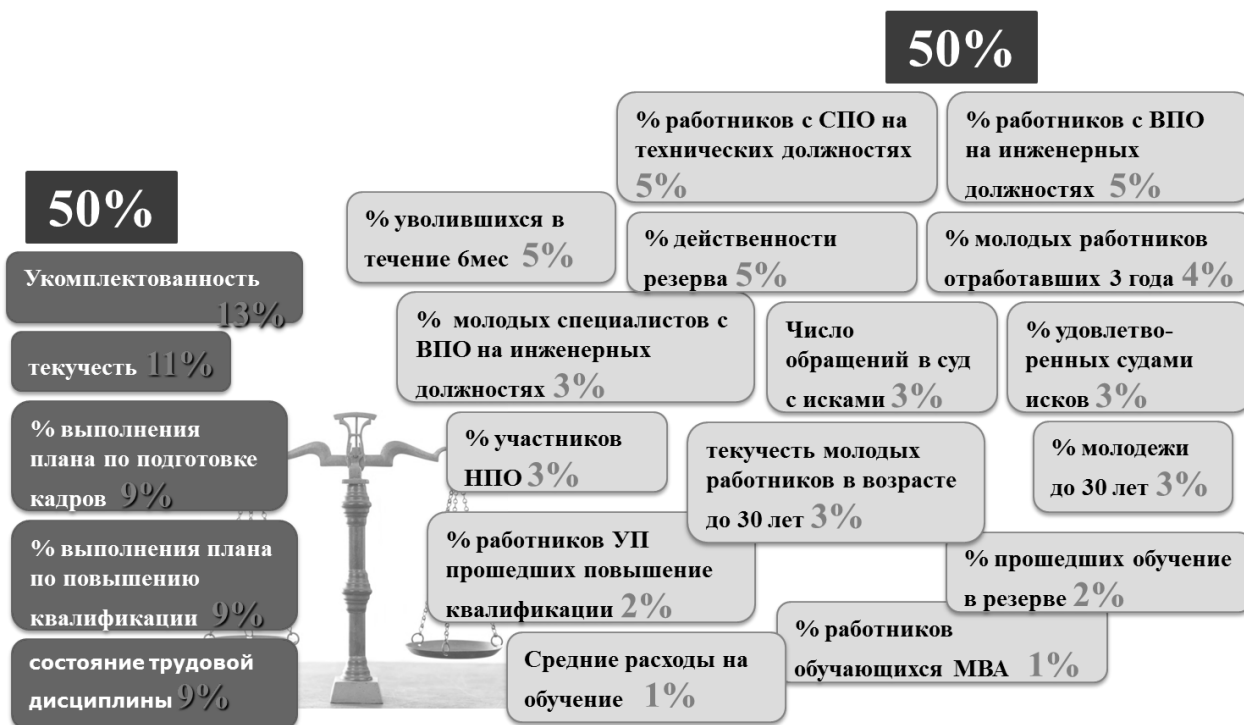 50%
Укомплектованность
13%
текучесть 11%
% выполнения
плана по подготовке
кадров 9%
% выполнения плана
по повышению
квалификации 9%
состояние трудовой
дисциплины 9%
50%
% работников с СПО на
технических должностях
5%
% работников с ВПО
на инженерных
должностях 5%
% уволившихся в
течение 6мес 5%
% действенности
резерва 5%
% молодых работников
отработавших 3 года 4%
% молодых специалистов с
ВПО на инженерных
должностях 3%
Число
обращений в суд
с исками 3%
% удовлетво-
ренных судами
исков 3%
% участников
НПО 3%
текучесть молодых
работников в возрасте
до 30 лет 3%
% молодежи
до 30 лет 3%
% работников УП
прошедших повышение
квалификации 2%
% прошедших обучение
в резерве 2%
Средние расходы на
обучение 1%
% работников
обучающихся МВА 1%